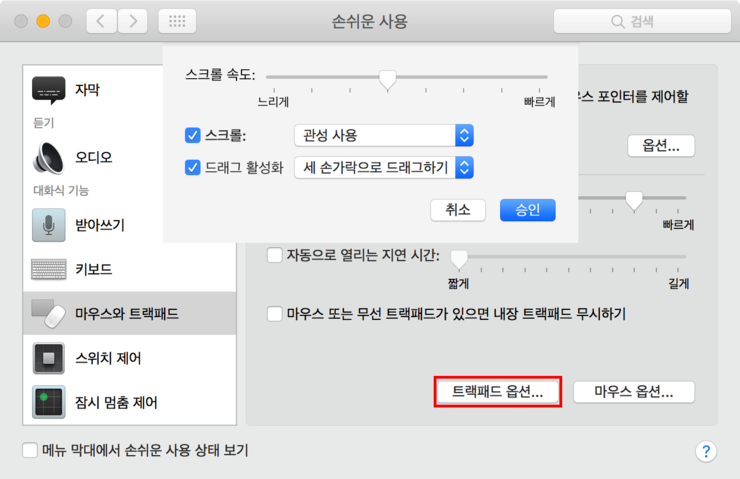 손쉬운 사용
검색
자막
듣기
오디오
대화식 기능
받아쓰기
키보드
마우스와 트랙패드
스위치 제어
잠시 멈춤 제어
스크롤 속도:
느리게 빠르게
스크롤: 관성 사용
드래그 활성화 세 손가락으로 드래그하기
취소 승인
포인터를 제어할
옵션...
빠르게
자동으로 열리는 지연 시간:
짧게 길게
마우스 또는 무선 트랙패드가 있으면 내장 트랙패드 무시하기
트랙패드 옵션... 마우스 옵션...
메뉴 막대에서 손쉬운 사용 상태 보기
?